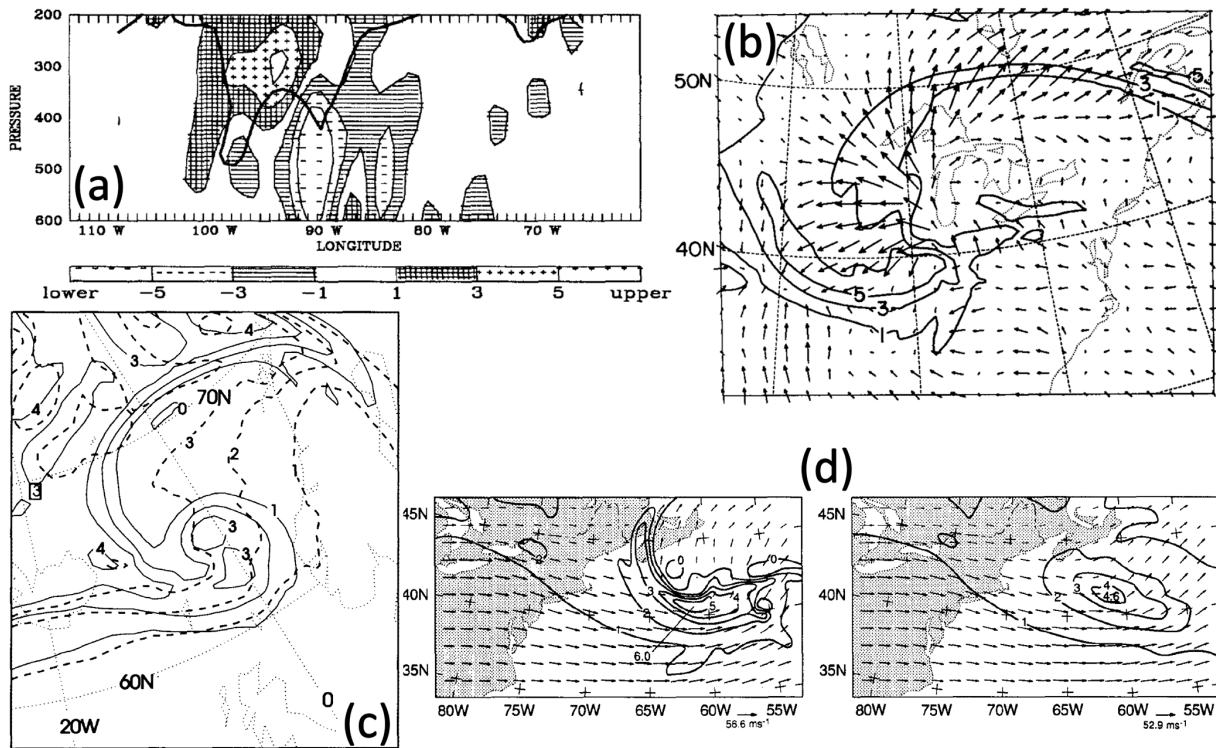 (a)
PRESSURE
200
300
400
500
600
110 W
100 W
90 W
80 W
70 W
LONGITUDE
lower -5 -3 -1 1 3 5 upper
(b)
50N
40N
5
3
1
5
3
1
(c)
4
3
4
70N
0
3
2
1
3
1
3
3
4
60N
20W
0
(d)
45N
40N
35N
80W 75W 70W 65W 60W 55W
56.6 ms-1
2
0
0
3
2
4
5
1
6.0
45N
40N
35N
80W 75W 70W 65W 60W 55W
52.9 ms-1
4
3
4.6
2
1